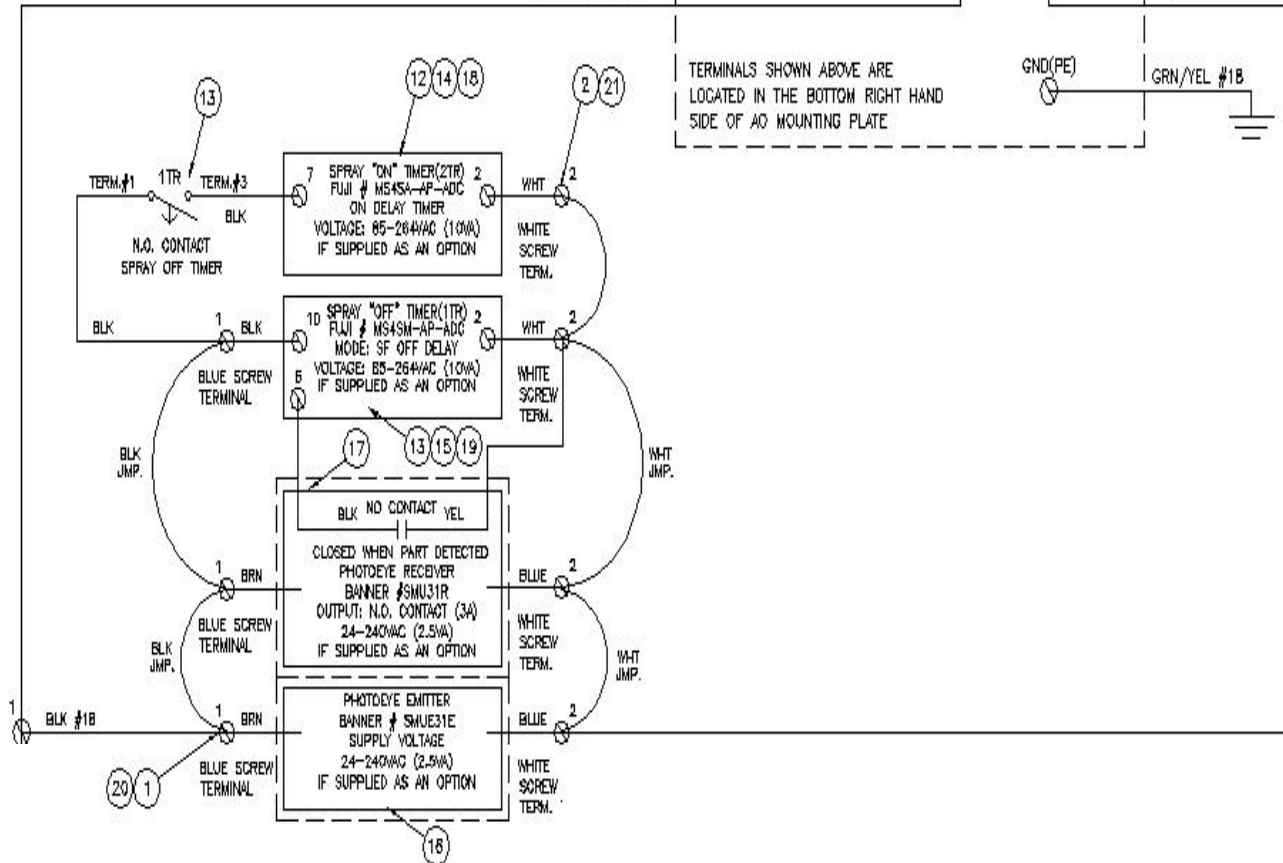 TERMINALS SHOWN ABOVE ARE
LOCATED IN THE BOTTOM RIGHT HAND
SIDE OF AO MOUNTING PLATE
GND(PE)
GRN/YEL #18
12 14 18
2 21
13
TERM.#1
1TR
TERM.#3
BLK
N.O. CONTACT
SPRAY OFF TIMER
7
SPRAY "ON" TIMER(2TR)
FUJI # MS4SA-AP-ADC
ON DELAY TIMER
VOLTAGE: 85-264VAC (10VA)
IF SUPPLIED AS AN OPTION
2
WHT
2
WHITE
SCREW
TERM.
BLK
1
BLK
BLUE SCREW
TERMINAL
10
SPRAY "OFF" TIMER(1TR)
FUJI # MS4SM-AP-ADC
MODE: SF OFF DELAY
VOLTAGE: 85-264VAC (10VA)
IF SUPPLIED AS AN OPTION
6
2
WHT
2
WHITE
SCREW
TERM.
13 15 19
17
BLK
JMP.
WHT
JMP.
BLK NO CONTACT YEL
CLOSED WHEN PART DETECTED
PHOTOEYE RECEIVER
BANNER #SMU31R
OUTPUT: N.O. CONTACT (3A)
24-240VAC (2.5VA)
IF SUPPLIED AS AN OPTION
1
BRN
BLUE SCREW
TERMINAL
BLUE
2
WHITE
SCREW
TERM.
BLK
JMP.
WHT
JMP.
PHOTOEYE EMITTER
BANNER # SMUE31E
SUPPLY VOLTAGE
24-240VAC (2.5VA)
IF SUPPLIED AS AN OPTION
1
BLK #18
1
BRN
BLUE SCREW
TERMINAL
BLUE
2
WHITE
SCREW
TERM.
20 1
16